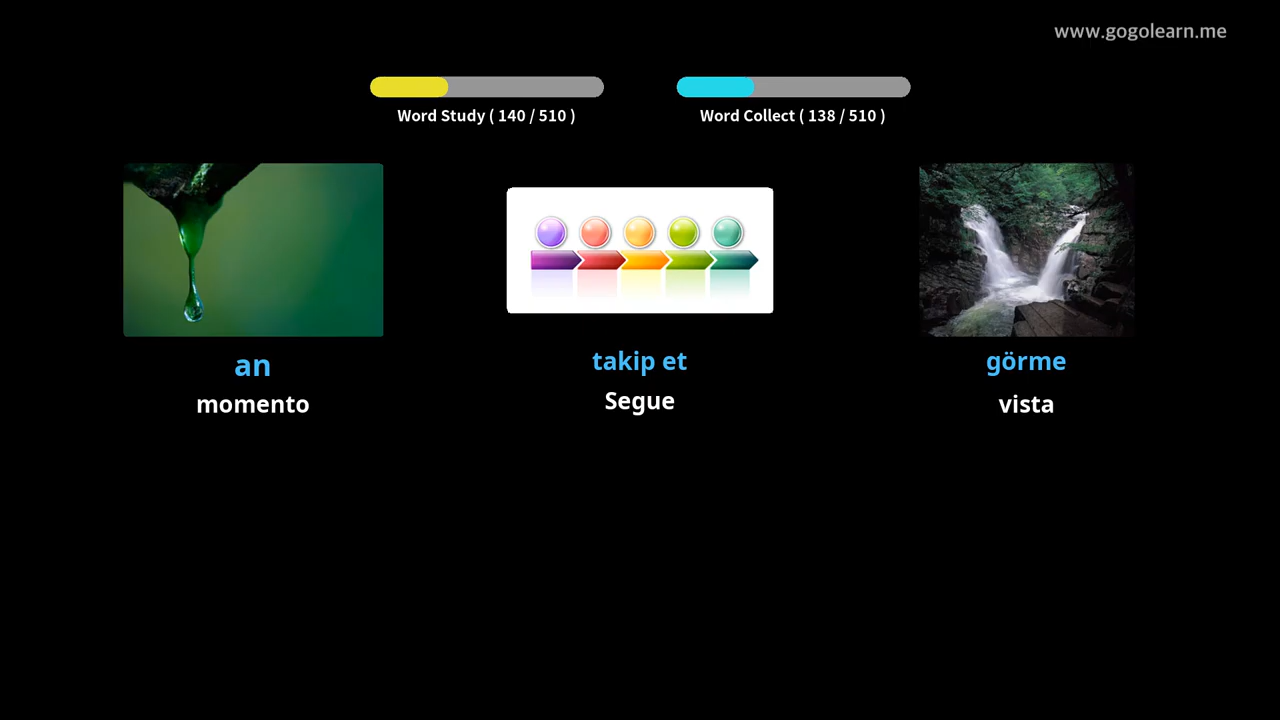 www.gogolearn.me
Word Study ( 140 / 510 )
Word Collect ( 138 / 510 )
an
takip et
görme
momento
Segue
vista